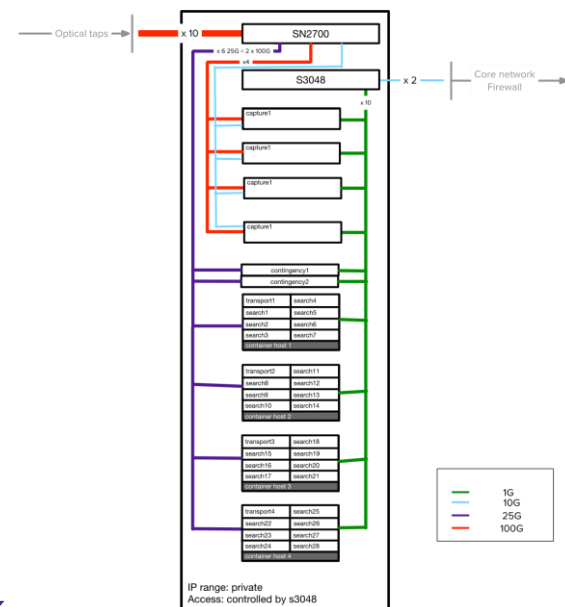 Optical taps
x 10
SN2700
x 6 25G = 2 x 100G
x4
S3048
x 2
Core network
Firewall
x 10
capture1
capture1
capture1
capture1
contingency1
contingency2
transport1 search4
search1 search5
search2 search6
search3 search7
container host 1
transport2 search11
search8 search12
search9 search13
search10 search14
container host 2
transport3 search18
search15 search19
search16 search20
search17 search21
container host 3
transport4 search25
search22 search26
search23 search27
search24 search28
container host 4
1G
10G
25G
100G
IP range: private
Access: controlled by s3048